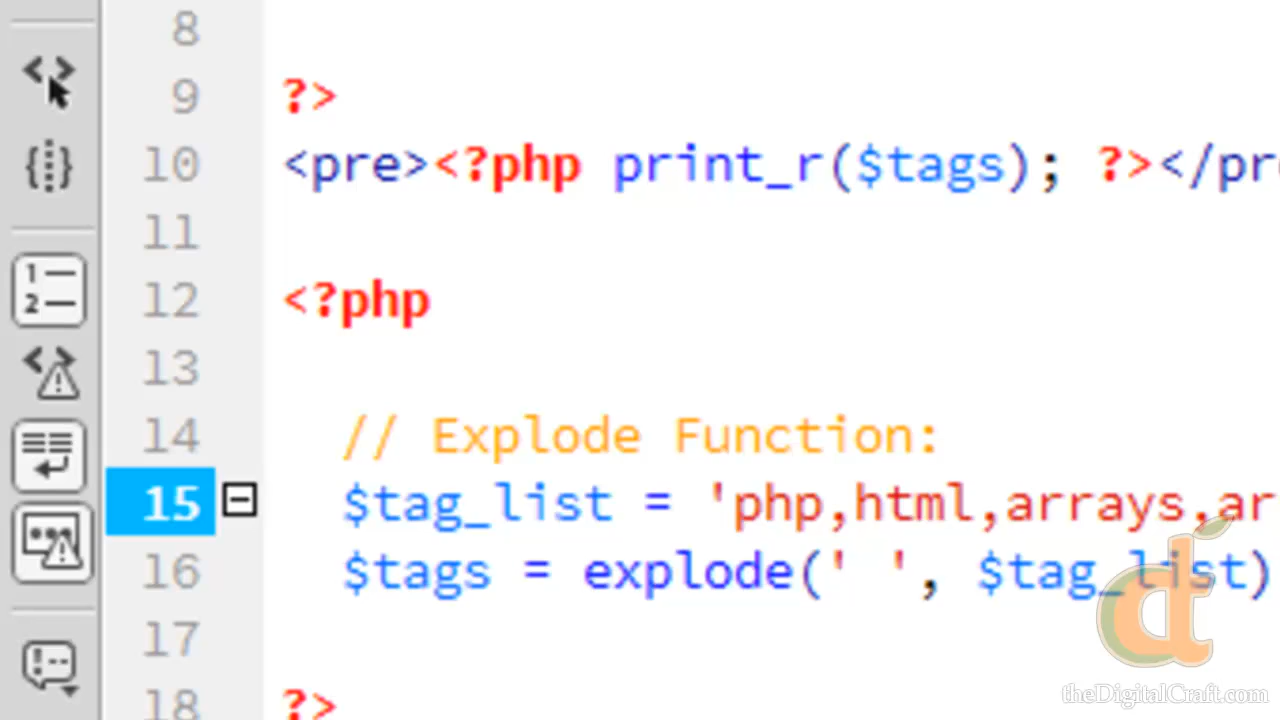 8
9 ?>
10 <pre><?php print_r($tags); ?></pre
11
12 <?php
13
14 // Explode Function:
15 $tag_list = 'php,html,arrays,ar
16 $tags = explode(' ', $tag_list)
17
18 ?>
theDigitalCraft.com